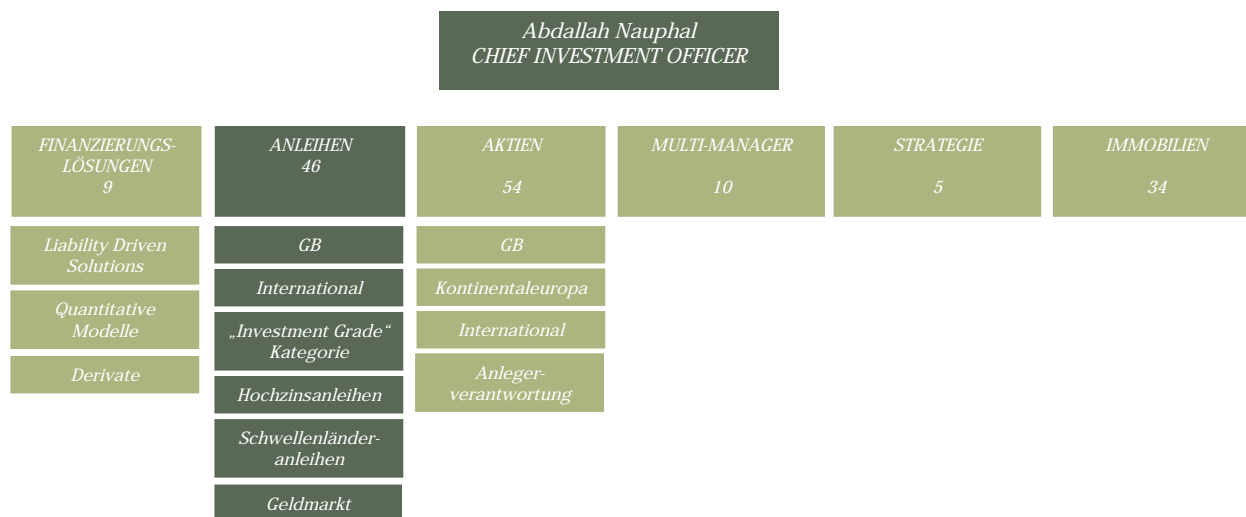 Abdallah Nauphal
CHIEF INVESTMENT OFFICER
FINANZIERUNGS-
LÖSUNGEN
9
Liability Driven
Solutions
Quantitative
Modelle
Derivate
ANLEIHEN
46
GB
International
„Investment Grade“
Kategorie
Hochzinsanleihen
Schwellenländer-
anleihen
Geldmarkt
AKTIEN
54
GB
Kontinentaleuropa
International
Anleger-
verantwortung
MULTI-MANAGER
10
STRATEGIE
5
IMMOBILIEN
34